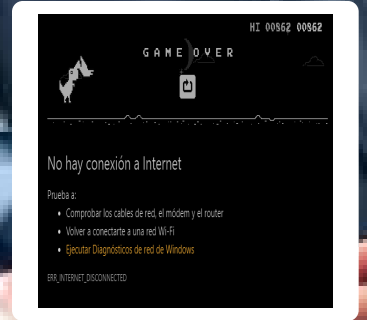 HI 00862 00862
GAME OVER
No hay conexión a Internet
Prueba a:
Comprobar los cables de red, el módem y el router
Volver a conectarte a una red Wi-Fi
Ejecutar Diagnósticos de red de Windows
ERR_INTERNET_DISCONNECTED